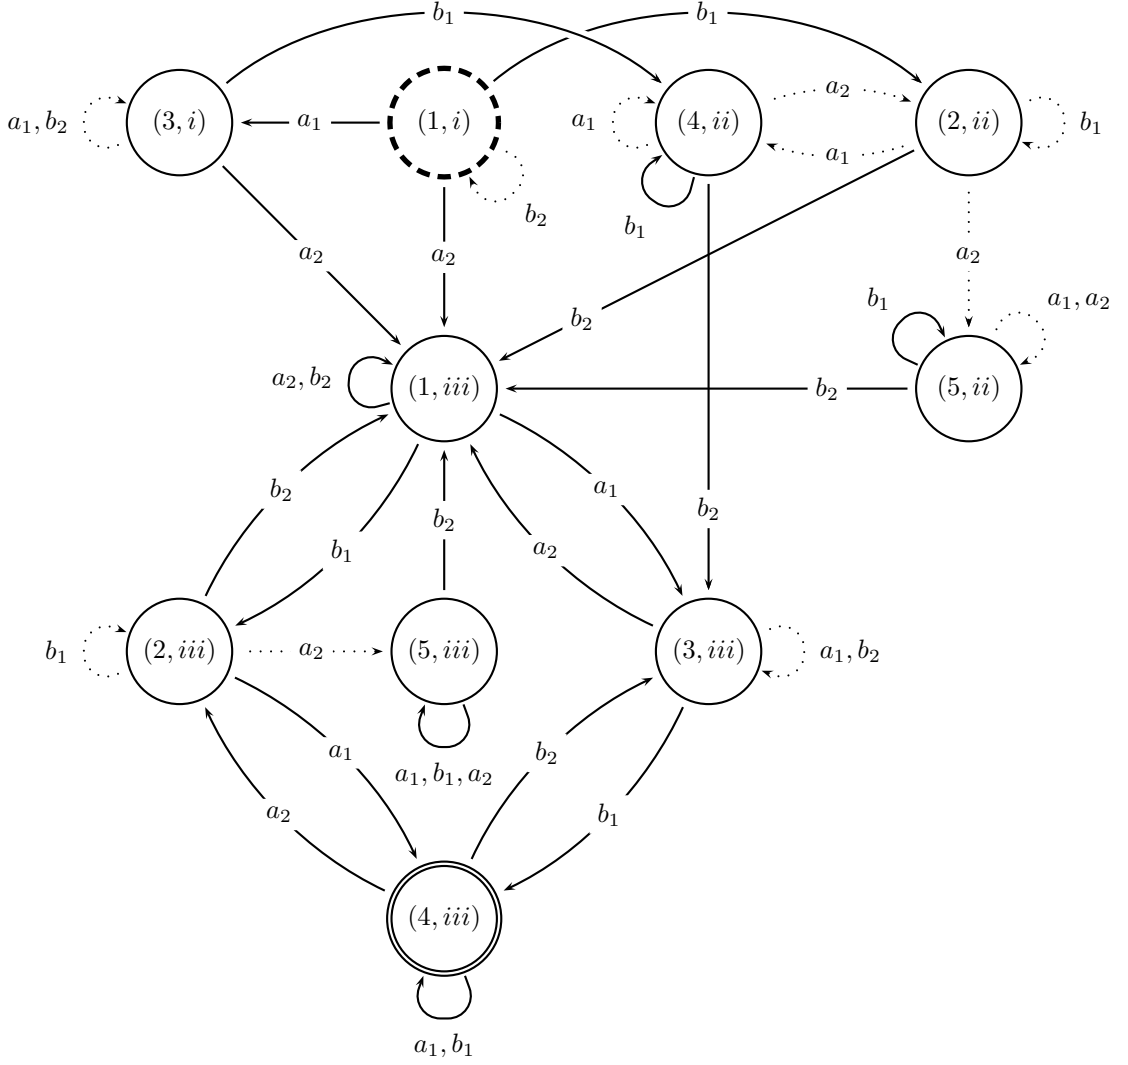 b₁ b₁
a₁, b₂ (3, i) a₁ (1, i) a₁ (4, ii) a₂ (2, ii) b₁
a₁
b₂
b₁
a₂ a₂ a₂
b₁ a₁, a₂
b₂
a₂, b₂ (1, iii) b₂ (5, ii)
b₂ a₁
b₂ b₂
b₁ a₂
b₁ (2, iii) a₂ (5, iii) (3, iii) a₁, b₂
a₁ b₂
a₁, b₁, a₂
a₂ b₁
(4, iii)
a₁, b₁